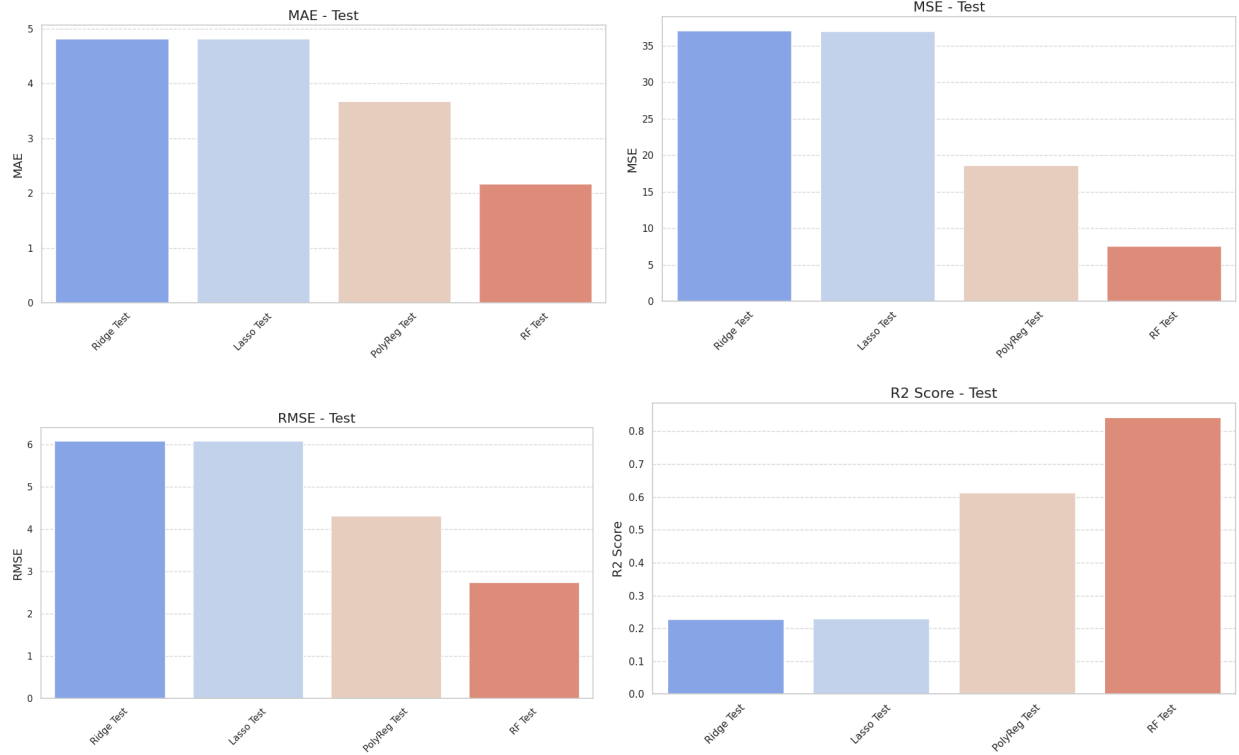 MAE - Test
MAE
5
4
3
2
1
0
Ridge Test
Lasso Test
PolyReg Test
RF Test
MSE - Test
MSE
35
30
25
20
15
10
5
0
Ridge Test
Lasso Test
PolyReg Test
RF Test
RMSE - Test
RMSE
6
5
4
3
2
1
0
Ridge Test
Lasso Test
PolyReg Test
RF Test
R2 Score - Test
R2 Score
0.8
0.7
0.6
0.5
0.4
0.3
0.2
0.1
0.0
Ridge Test
Lasso Test
PolyReg Test
RF Test